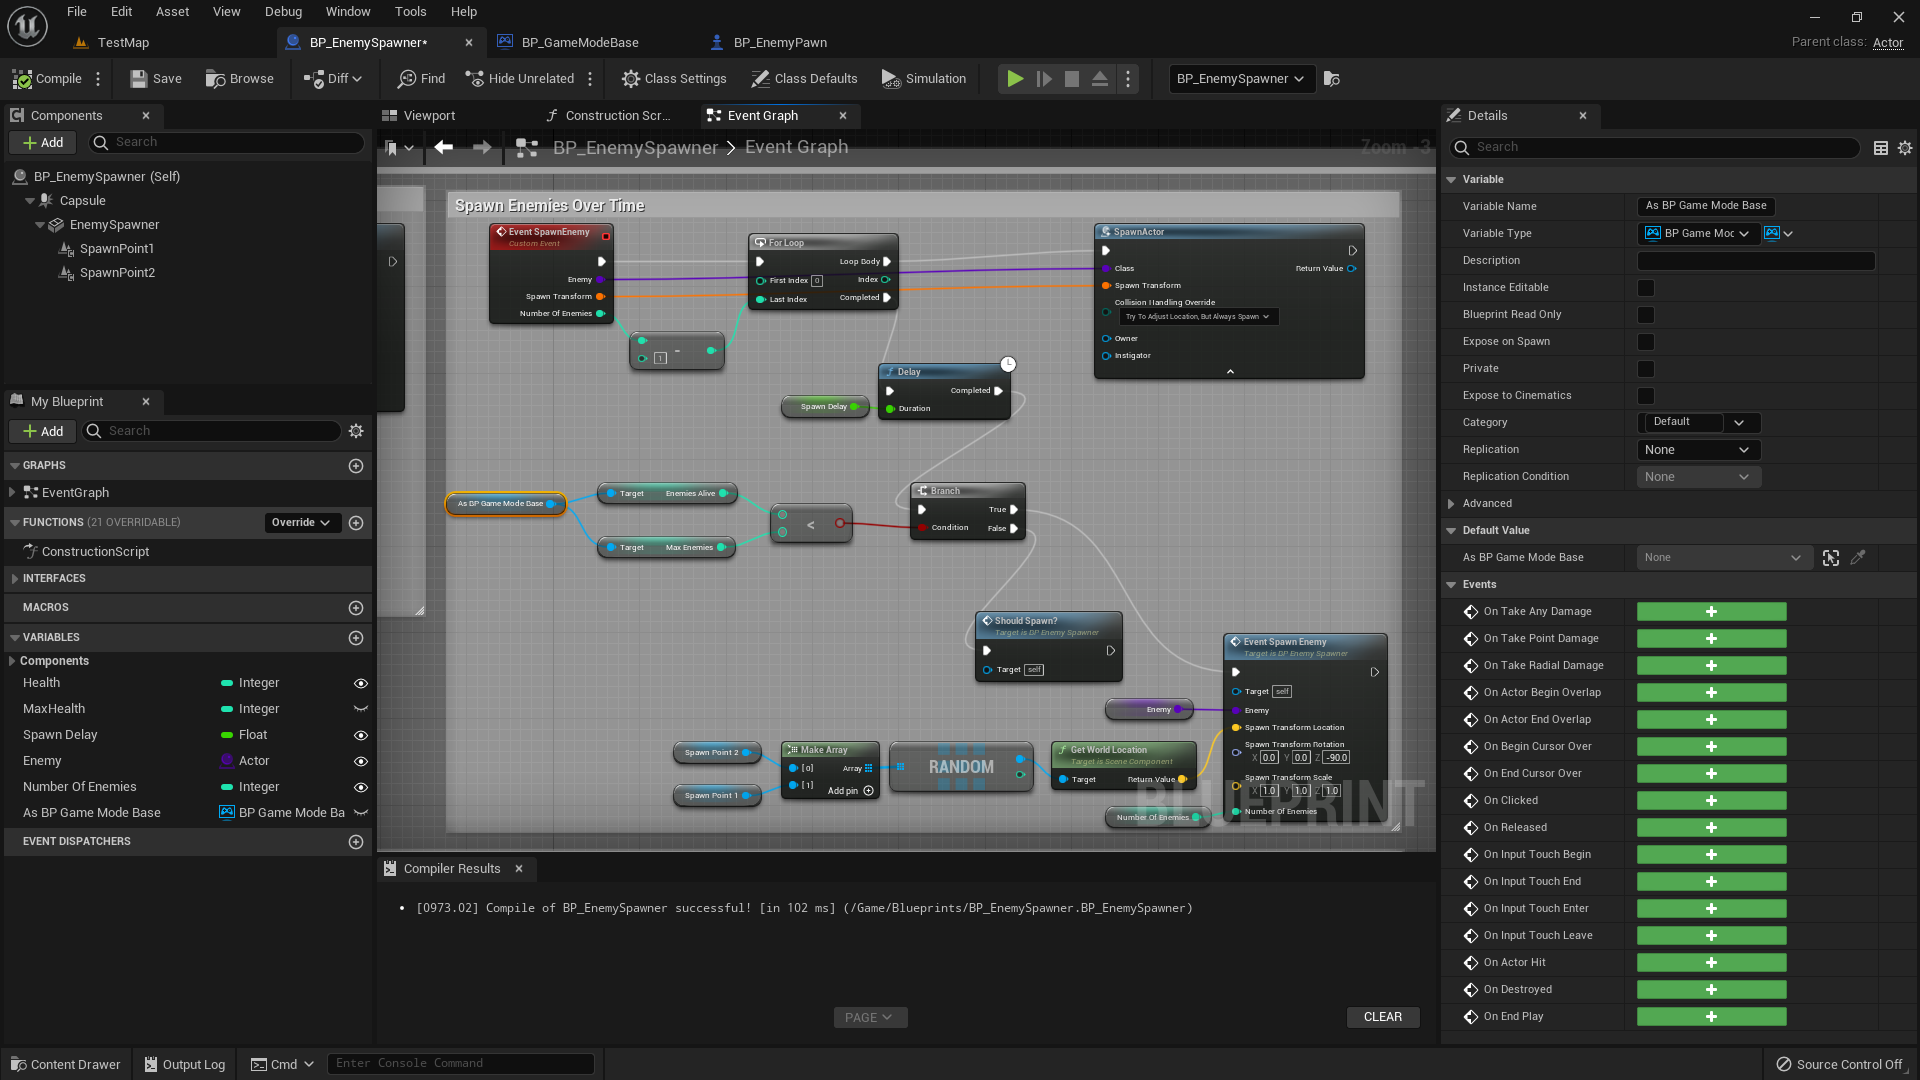 File Edit Asset View Debug Window Tools Help
TestMap BP_EnemySpawner* BP_GameModeBase BP_EnemyPawn
Parent class: Actor
Compile Save Browse Diff Find Hide Unrelated Class Settings Class Defaults Simulation BP_EnemySpawner
Components
Add Search
BP_EnemySpawner (Self)
Capsule
EnemySpawner
SpawnPoint1
SpawnPoint2
My Blueprint
Add Search
GRAPHS
EventGraph
FUNCTIONS (21 OVERRIDABLE) Override
ConstructionScript
INTERFACES
MACROS
VARIABLES
Components
Health Integer
MaxHealth Integer
Spawn Delay Float
Enemy Actor
Number Of Enemies Integer
As BP Game Mode Base BP Game Mode Ba
EVENT DISPATCHERS
Viewport Construction Scr... Event Graph
BP_EnemySpawner > Event Graph
Zoom -3
Spawn Enemies Over Time
Event SpawnEnemy
Custom Event
Enemy
Spawn Transform
Number Of Enemies
1 -
For Loop
Loop Body
First Index 0 Index
Last Index Completed
SpawnActor
Class Return Value
Spawn Transform
Collision Handling Override
Try To Adjust Location, But Always Spawn
Owner
Instigator
Delay
Completed
Duration
Spawn Delay
As BP Game Mode Base
Target Enemies Alive
Target Max Enemies
<
Branch
True
Condition False
Should Spawn?
Target is BP Enemy Spawner
Target self
Event Spawn Enemy
Target is BP Enemy Spawner
Target self
Enemy
Spawn Transform Location
Spawn Transform Rotation
X 0.0 Y 0.0 Z -90.0
Spawn Transform Scale
X 1.0 Y 1.0 Z 1.0
Number Of Enemies
Enemy
Spawn Point 2
Spawn Point 1
Make Array
[0] Array
[1]
Add pin
RANDOM
Get World Location
Target is Scene Component
Target Return Value
Number Of Enemies
BLUEPRINT
Compiler Results
• [0973.02] Compile of BP_EnemySpawner successful! [in 102 ms] (/Game/Blueprints/BP_EnemySpawner.BP_EnemySpawner)
PAGE CLEAR
Details
Search
Variable
Variable Name As BP Game Mode Base
Variable Type BP Game Moc
Description
Instance Editable
Blueprint Read Only
Expose on Spawn
Private
Expose to Cinematics
Category Default
Replication None
Replication Condition None
Advanced
Default Value
As BP Game Mode Base None
Events
On Take Any Damage
On Take Point Damage
On Take Radial Damage
On Actor Begin Overlap
On Actor End Overlap
On Begin Cursor Over
On End Cursor Over
On Clicked
On Released
On Input Touch Begin
On Input Touch End
On Input Touch Enter
On Input Touch Leave
On Actor Hit
On Destroyed
On End Play
Content Drawer Output Log Cmd Enter Console Command Source Control Off